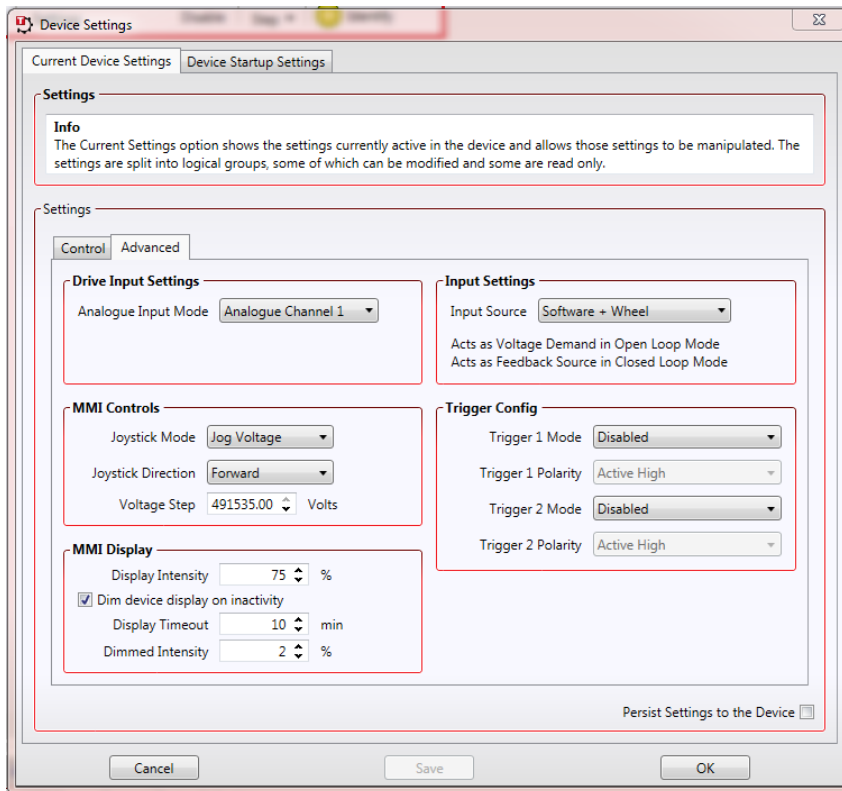 Disable Step Identify
Device Settings
Current Device Settings Device Startup Settings
Settings
Info
The Current Settings option shows the settings currently active in the device and allows those settings to be manipulated. The
settings are split into logical groups, some of which can be modified and some are read only.
Settings
Control Advanced
Drive Input Settings
Analogue Input Mode Analogue Channel 1
Input Settings
Input Source Software + Wheel
Acts as Voltage Demand in Open Loop Mode
Acts as Feedback Source in Closed Loop Mode
MMI Controls
Joystick Mode Jog Voltage
Joystick Direction Forward
Voltage Step 491535.00 Volts
Trigger Config
Trigger 1 Mode Disabled
Trigger 1 Polarity Active High
Trigger 2 Mode Disabled
Trigger 2 Polarity Active High
MMI Display
Display Intensity 75 %
Dim device display on inactivity
Display Timeout 10 min
Dimmed Intensity 2 %
Persist Settings to the Device
Cancel Save OK